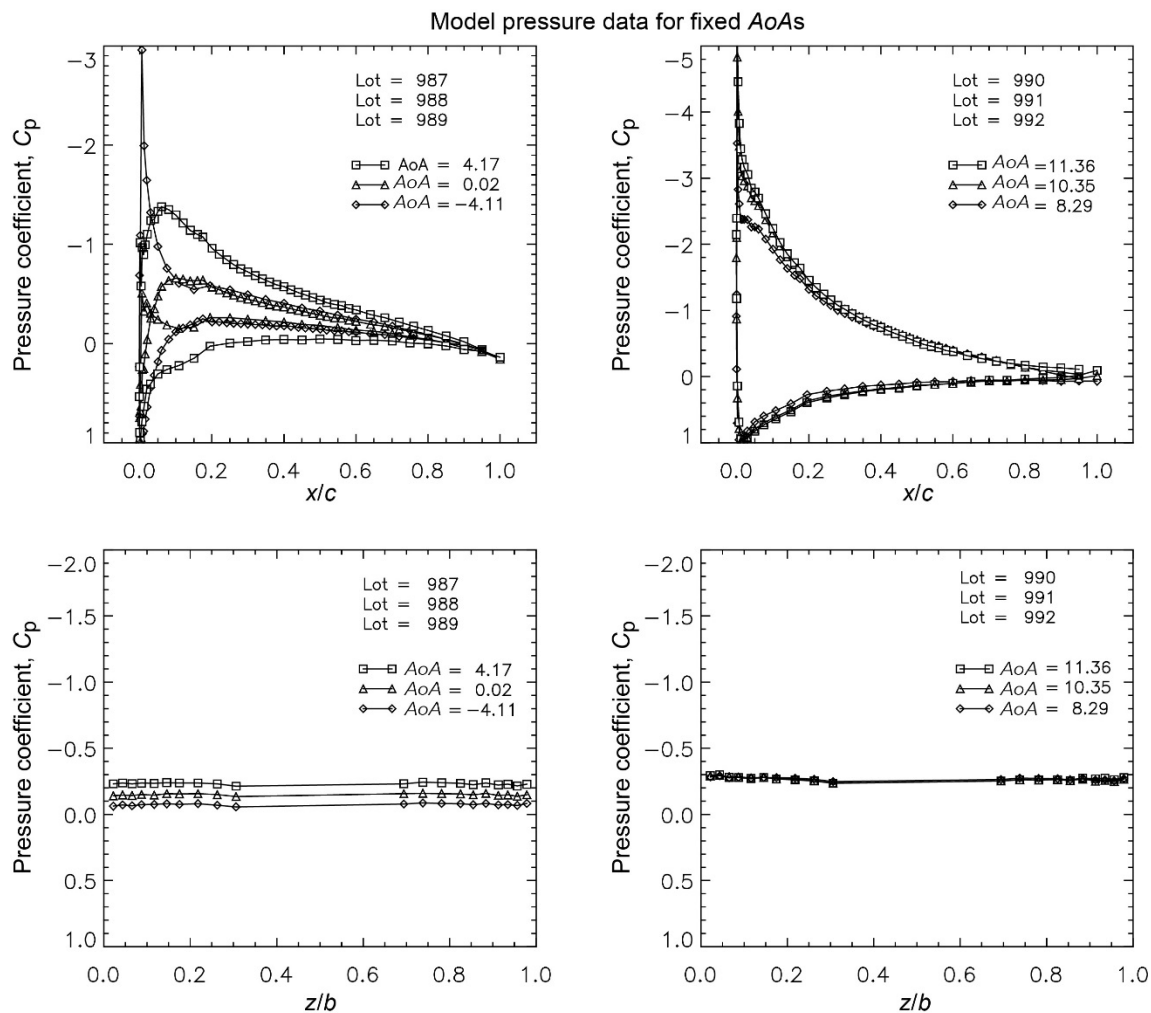 Model pressure data for fixed AoAs
Pressure coefficient, Cp
-3
-2
-1
0
1
Lot = 987
Lot = 988
Lot = 989
AoA = 4.17
AoA = 0.02
AoA = -4.11
0.0 0.2 0.4 0.6 0.8 1.0
x/c
Pressure coefficient, Cp
-5
-4
-3
-2
-1
0
1
Lot = 990
Lot = 991
Lot = 992
AoA = 11.36
AoA = 10.35
AoA = 8.29
0.0 0.2 0.4 0.6 0.8 1.0
x/c
Pressure coefficient, Cp
-2.0
-1.5
-1.0
-0.5
0.0
0.5
1.0
Lot = 987
Lot = 988
Lot = 989
AoA = 4.17
AoA = 0.02
AoA = -4.11
0.0 0.2 0.4 0.6 0.8 1.0
z/b
Pressure coefficient, Cp
-2.0
-1.5
-1.0
-0.5
0.0
0.5
1.0
Lot = 990
Lot = 991
Lot = 992
AoA = 11.36
AoA = 10.35
AoA = 8.29
0.0 0.2 0.4 0.6 0.8 1.0
z/b